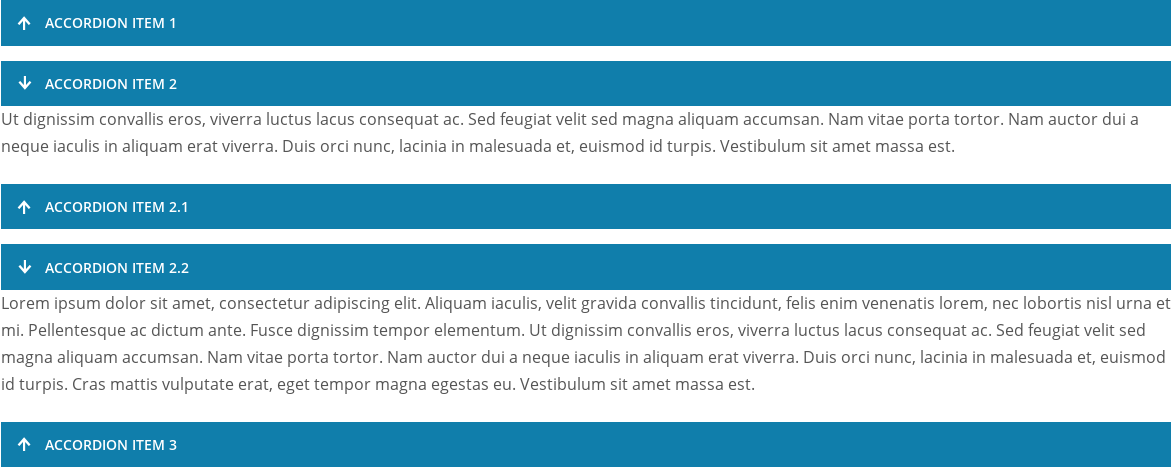 ACCORDION ITEM 1
ACCORDION ITEM 2
Ut dignissim convallis eros, viverra luctus lacus consequat ac. Sed feugiat velit sed magna aliquam accumsan. Nam vitae porta tortor. Nam auctor dui a
neque iaculis in aliquam erat viverra. Duis orci nunc, lacinia in malesuada et, euismod id turpis. Vestibulum sit amet massa est.
ACCORDION ITEM 2.1
ACCORDION ITEM 2.2
Lorem ipsum dolor sit amet, consectetur adipiscing elit. Aliquam iaculis, velit gravida convallis tincidunt, felis enim venenatis lorem, nec lobortis nisl urna et
mi. Pellentesque ac dictum ante. Fusce dignissim tempor elementum. Ut dignissim convallis eros, viverra luctus lacus consequat ac. Sed feugiat velit sed
magna aliquam accumsan. Nam vitae porta tortor. Nam auctor dui a neque iaculis in aliquam erat viverra. Duis orci nunc, lacinia in malesuada et, euismod
id turpis. Cras mattis vulputate erat, eget tempor magna egestas eu. Vestibulum sit amet massa est.
ACCORDION ITEM 3